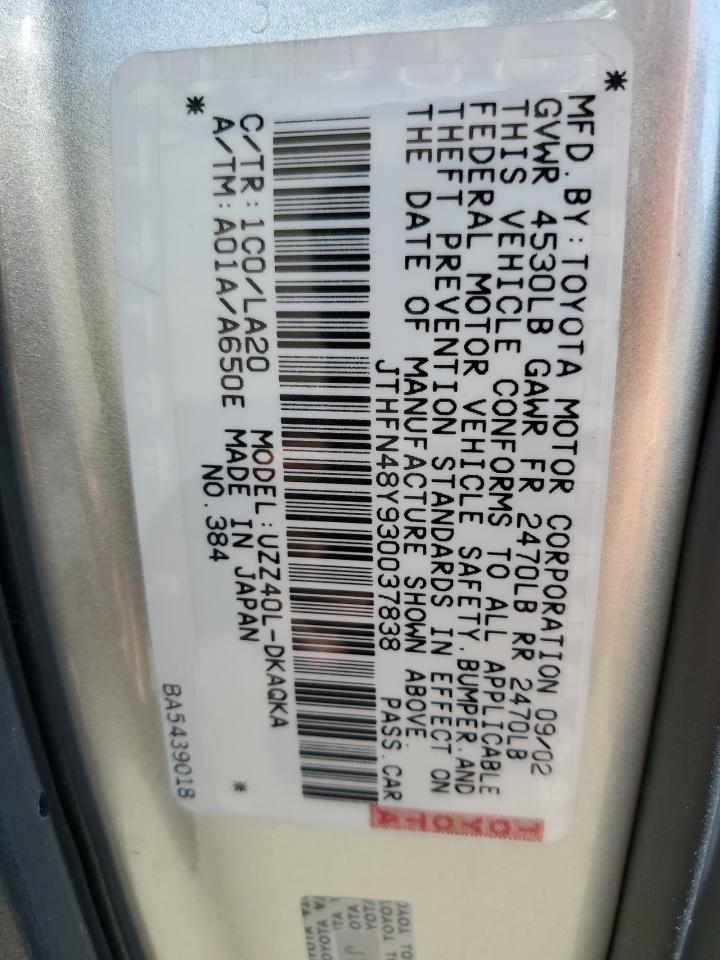 MFD.BY:TOYOTA MOTOR CORPORATION 09/02
GVWR 4530LB GAWR FR 2470LB RR 2470LB
THIS VEHICLE CONFORMS TO ALL APPLICABLE
FEDERAL MOTOR VEHICLE SAFETY,BUMPER,AND
THEFT PREVENTION STANDARDS IN EFFECT ON
THE DATE OF MANUFACTURE SHOWN ABOVE.
JTHFN48Y930037838 PASS.CAR
C/TR:1C0/LA20 MODEL:UZZ40L-DKAQKA
A/TM:A01A/A650E MADE IN JAPAN
NO.384
BA5439018
TOYOTA